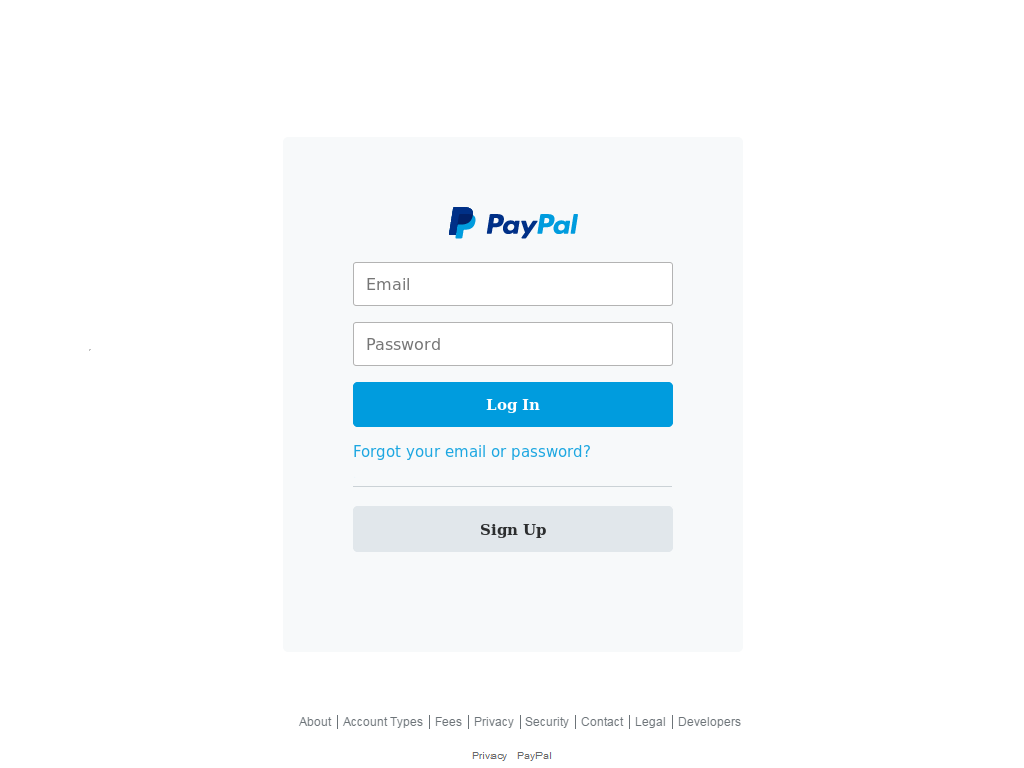 PayPal
Email
Password
Log In
Forgot your email or password?
Sign Up
About | Account Types | Fees | Privacy | Security | Contact | Legal | Developers
Privacy PayPal